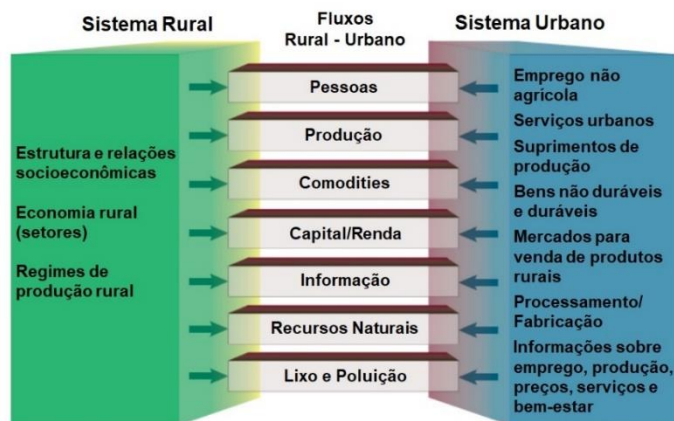 Sistema Rural
Fluxos
Rural - Urbano
Sistema Urbano
Estrutura e relações
socioeconômicas
Economia rural
(setores)
Regimes de
produção rural
Pessoas
Produção
Comodities
Capital/Renda
Informação
Recursos Naturais
Lixo e Poluição
Emprego não
agrícola
Serviços urbanos
Suprimentos de
produção
Bens não duráveis
e duráveis
Mercados para
venda de produtos
rurais
Processamento/
Fabricação
Informações sobre
emprego, produção,
preços, serviços e
bem-estar